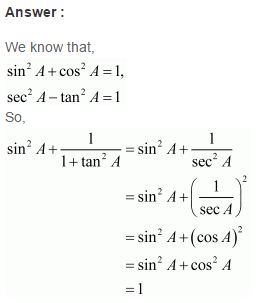 Answer :
We know that,
sin² A + cos² A = 1,
sec² A − tan² A = 1
So,
sin² A + 1/(1 + tan² A) = sin² A + 1/(sec² A)
= sin² A + (1/(sec A))²
= sin² A + (cos A)²
= sin² A + cos² A
= 1